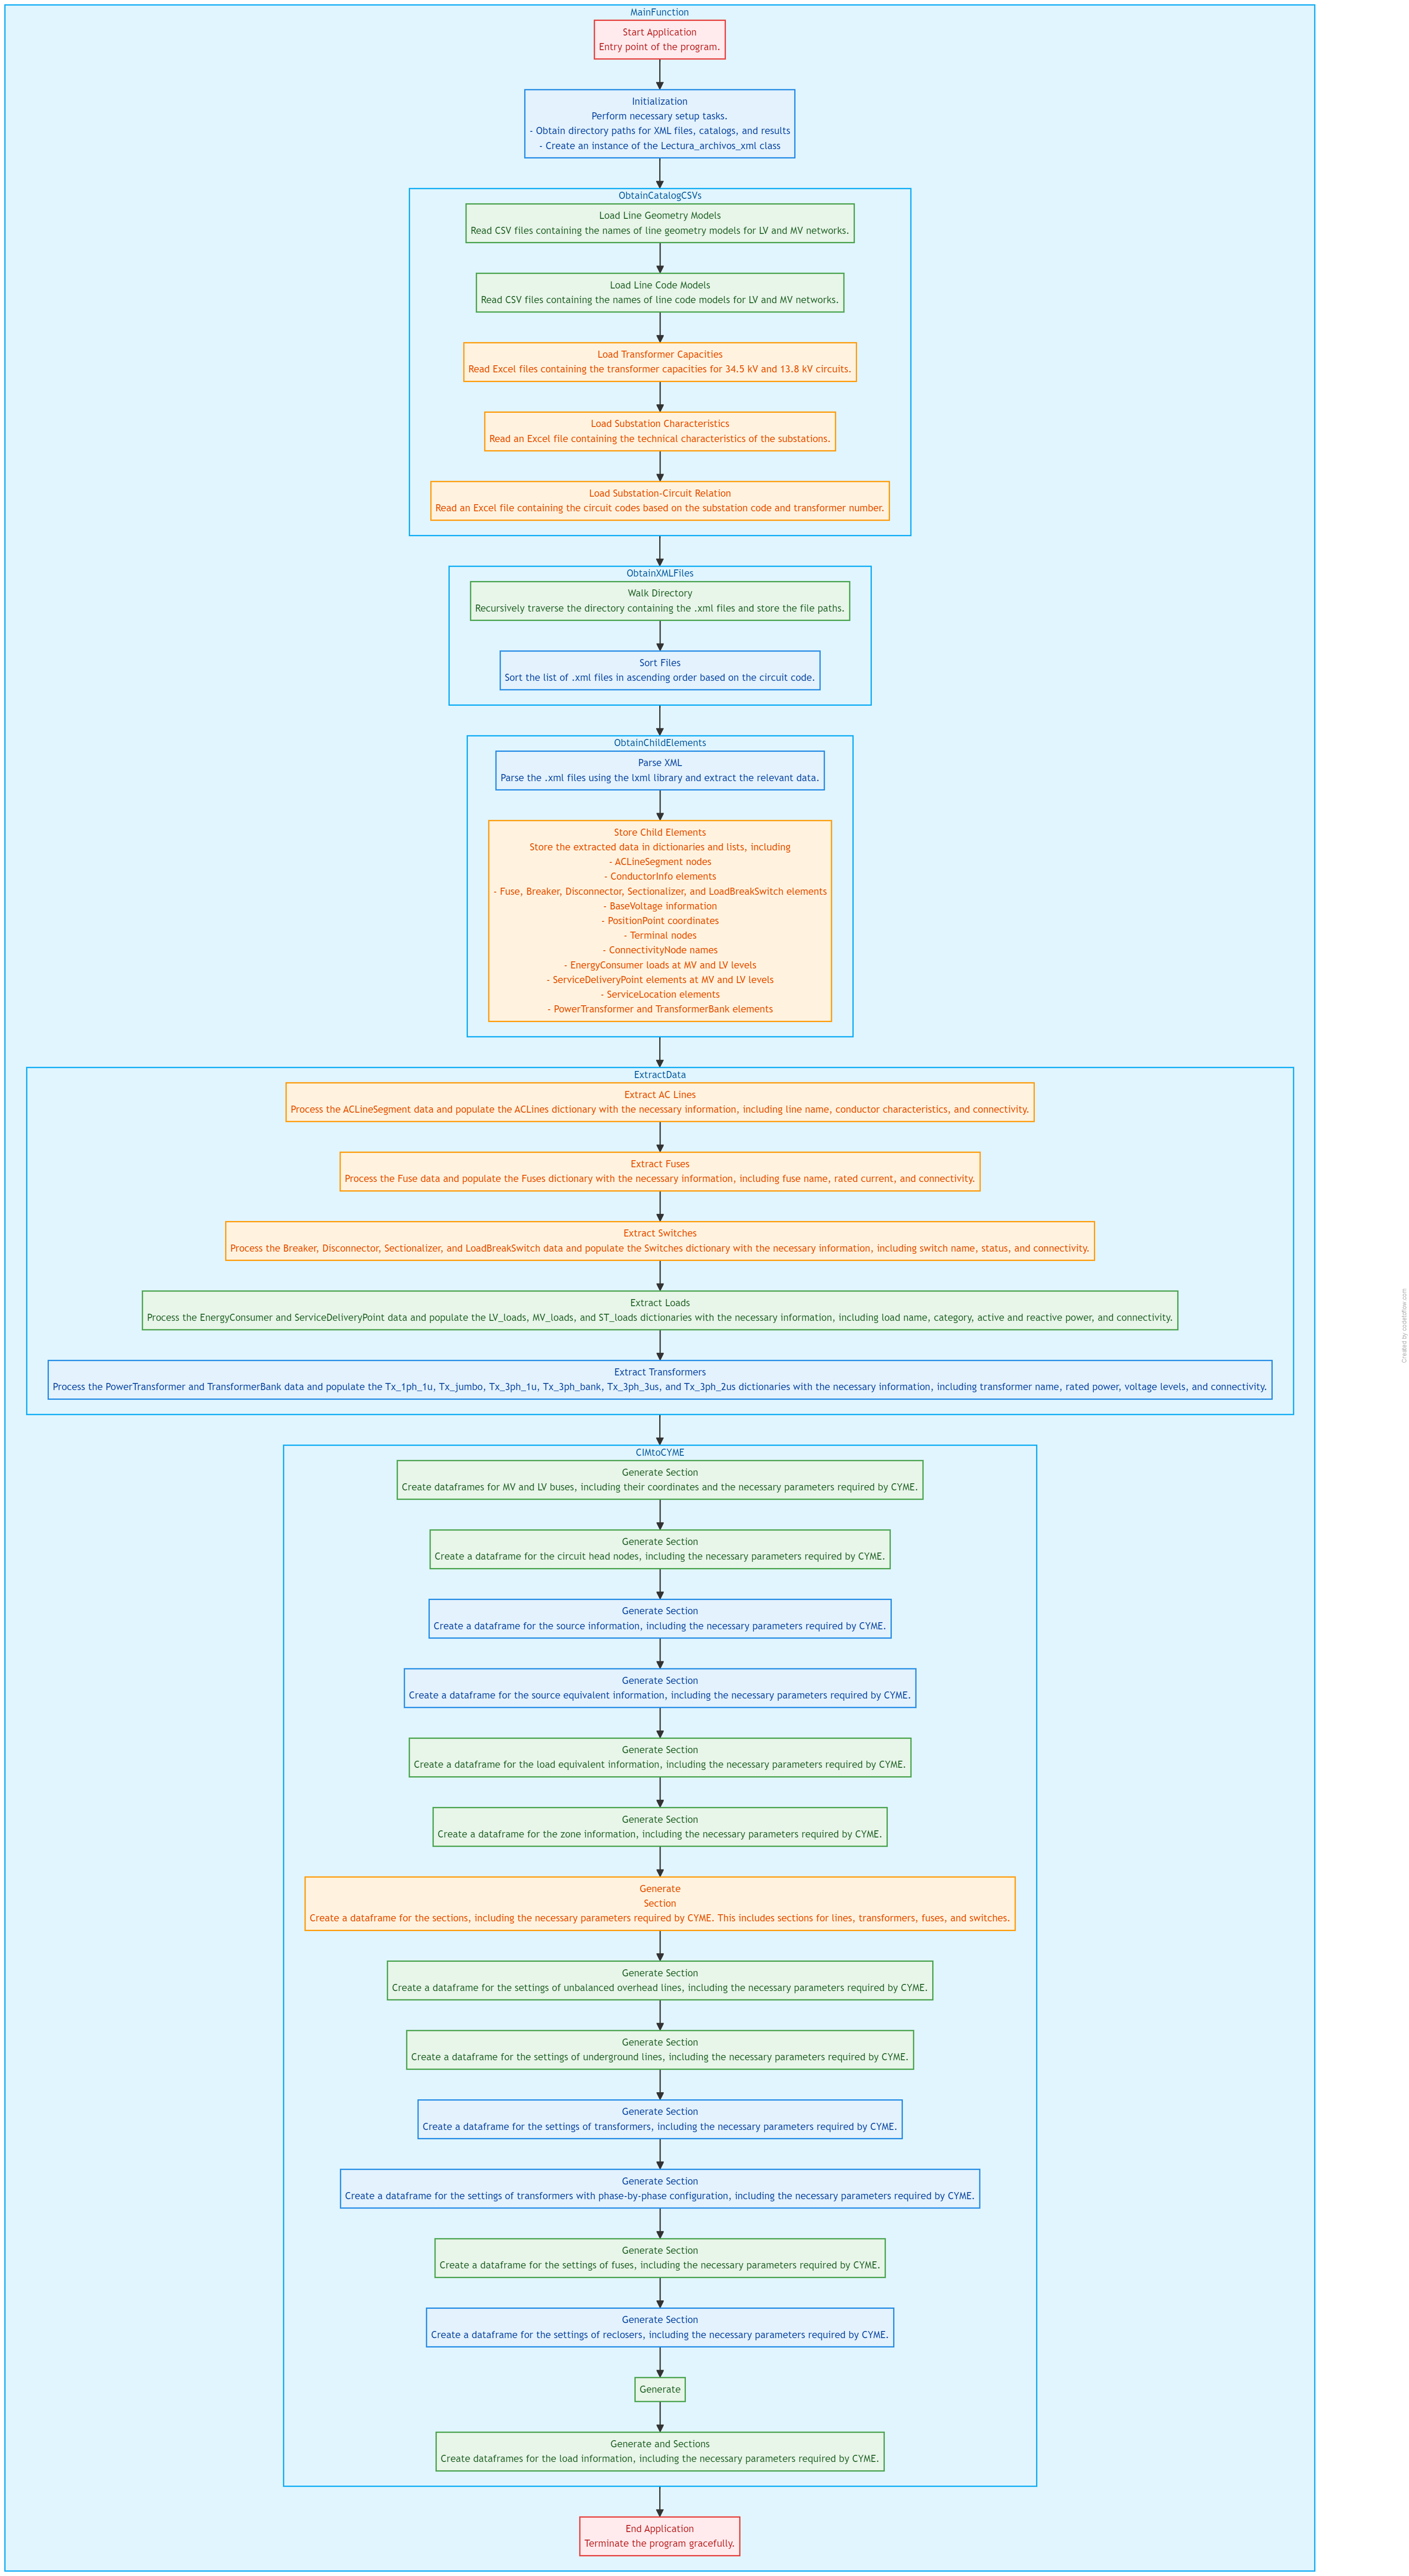 MainFunction
Start Application
Entry point of the program.
Initialization
Perform necessary setup tasks.
- Obtain directory paths for XML files, catalogs, and results
- Create an instance of the Lectura_archivos_xml class
ObtainCatalogCSVs
Load Line Geometry Models
Read CSV files containing the names of line geometry models for LV and MV networks.
Load Line Code Models
Read CSV files containing the names of line code models for LV and MV networks.
Load Transformer Capacities
Read Excel files containing the transformer capacities for 34.5 kV and 13.8 kV circuits.
Load Substation Characteristics
Read an Excel file containing the technical characteristics of the substations.
Load Substation-Circuit Relation
Read an Excel file containing the circuit codes based on the substation code and transformer number.
ObtainXMLFiles
Walk Directory
Recursively traverse the directory containing the .xml files and store the file paths.
Sort Files
Sort the list of .xml files in ascending order based on the circuit code.
ObtainChildElements
Parse XML
Parse the .xml files using the lxml library and extract the relevant data.
Store Child Elements
Store the extracted data in dictionaries and lists, including
- ACLineSegment nodes
- ConductorInfo elements
- Fuse, Breaker, Disconnector, Sectionalizer, and LoadBreakSwitch elements
- BaseVoltage information
- PositionPoint coordinates
- Terminal nodes
- ConnectivityNode names
- EnergyConsumer loads at MV and LV levels
- ServiceDeliveryPoint elements at MV and LV levels
- ServiceLocation elements
- PowerTransformer and TransformerBank elements
ExtractData
Extract AC Lines
Process the ACLineSegment data and populate the ACLines dictionary with the necessary information, including line name, conductor characteristics, and connectivity.
Extract Fuses
Process the Fuse data and populate the Fuses dictionary with the necessary information, including fuse name, rated current, and connectivity.
Extract Switches
Process the Breaker, Disconnector, Sectionalizer, and LoadBreakSwitch data and populate the Switches dictionary with the necessary information, including switch name, status, and connectivity.
Extract Loads
Process the EnergyConsumer and ServiceDeliveryPoint data and populate the LV_loads, MV_loads, and ST_loads dictionaries with the necessary information, including load name, category, active and reactive power, and connectivity.
Extract Transformers
Process the PowerTransformer and TransformerBank data and populate the Tx_1ph_1u, Tx_jumbo, Tx_3ph_1u, Tx_3ph_bank, Tx_3ph_3us, and Tx_3ph_2us dictionaries with the necessary information, including transformer name, rated power, voltage levels, and connectivity.
CIMtoCYME
Generate Section
Create dataframes for MV and LV buses, including their coordinates and the necessary parameters required by CYME.
Generate Section
Create a dataframe for the circuit head nodes, including the necessary parameters required by CYME.
Generate Section
Create a dataframe for the source information, including the necessary parameters required by CYME.
Generate Section
Create a dataframe for the source equivalent information, including the necessary parameters required by CYME.
Generate Section
Create a dataframe for the load equivalent information, including the necessary parameters required by CYME.
Generate Section
Create a dataframe for the zone information, including the necessary parameters required by CYME.
Generate
Section
Create a dataframe for the sections, including the necessary parameters required by CYME. This includes sections for lines, transformers, fuses, and switches.
Generate Section
Create a dataframe for the settings of unbalanced overhead lines, including the necessary parameters required by CYME.
Generate Section
Create a dataframe for the settings of underground lines, including the necessary parameters required by CYME.
Generate Section
Create a dataframe for the settings of transformers, including the necessary parameters required by CYME.
Generate Section
Create a dataframe for the settings of transformers with phase-by-phase configuration, including the necessary parameters required by CYME.
Generate Section
Create a dataframe for the settings of fuses, including the necessary parameters required by CYME.
Generate Section
Create a dataframe for the settings of reclosers, including the necessary parameters required by CYME.
Generate
Generate and Sections
Create dataframes for the load information, including the necessary parameters required by CYME.
End Application
Terminate the program gracefully.
Created by codetoflow.com